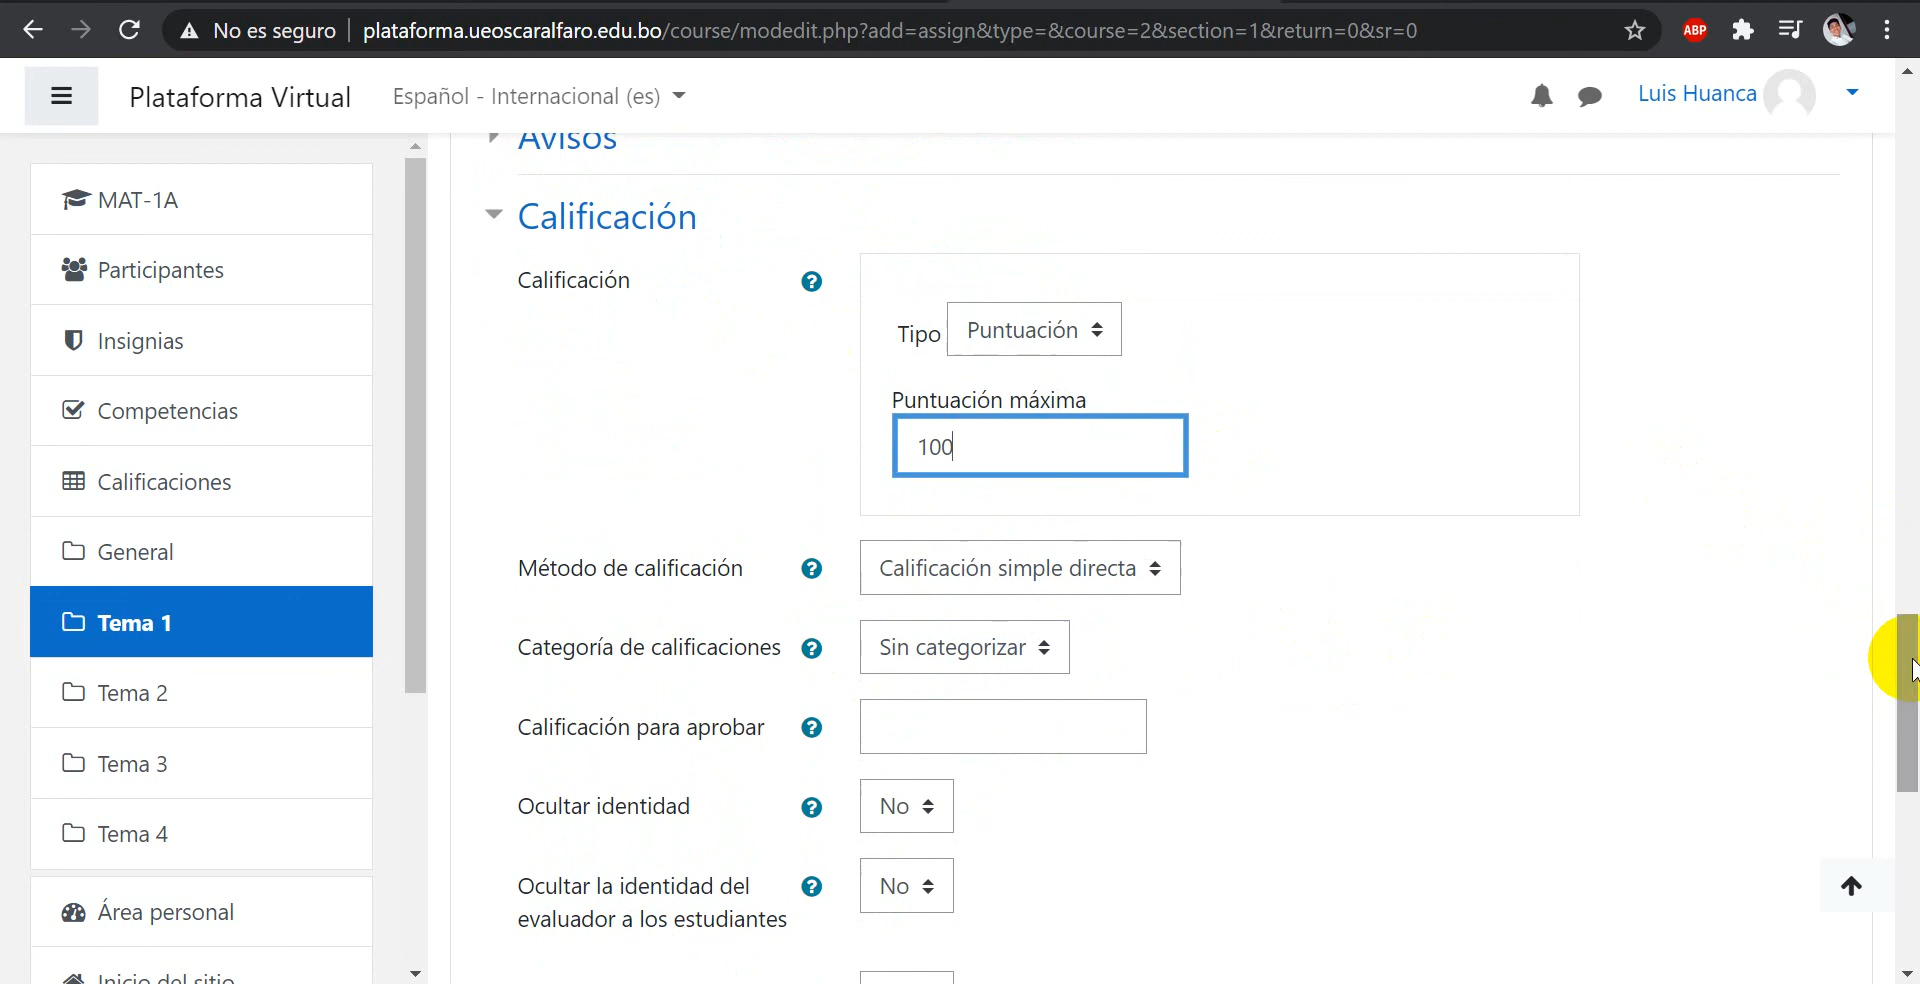 No es seguro
plataforma.ueoscaralfaro.edu.bo/course/modedit.php?add=assign&type=&course=2&section=1&return=0&sr=0
ABP
Plataforma Virtual
Español - Internacional (es)
Luis Huanca
MAT-1A
Participantes
Insignias
Competencias
Calificaciones
General
Tema 1
Tema 2
Tema 3
Tema 4
Área personal
Inicio del sitio
Avisos
Calificación
Calificación
Tipo Puntuación
Puntuación máxima
100
Método de calificación
Calificación simple directa
Categoría de calificaciones
Sin categorizar
Calificación para aprobar
Ocultar identidad
No
Ocultar la identidad del
evaluador a los estudiantes
No